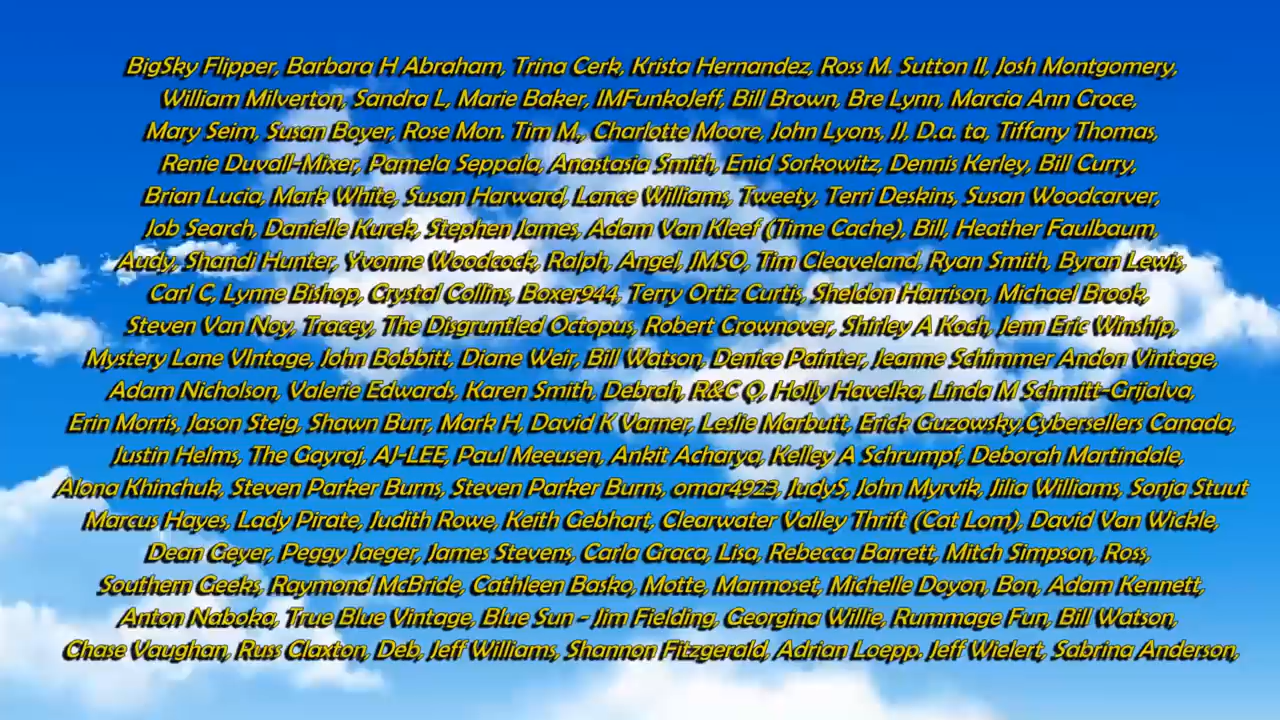 BigSky Flipper, Barbara H Abraham, Trina Cerk, Krista Hernandez, Ross M. Sutton II, Josh Montgomery,
William Milverton, Sandra L, Marie Baker, IMFunkoJeff, Bill Brown, Bre Lynn, Marcia Ann Croce,
Mary Seim, Susan Boyer, Rose Mon. Tim M,, Charlotte Moore, John Lyons, JJ, D.a. ta, Tiffany Thomas,
Renie Duvall-Mixer, Pamela Seppala, Anastasia Smith, Enid Sorkowitz, Dennis Kerley, Bill Curry,
Brian Lucia, Mark White, Susan Harward, Lance Williams, Tweety, Terri Deskins, Susan Woodcarver,
Job Search, Danielle Kurek, Stephen James, Adam Van Kleef (Time Cache), Bill, Heather Faulbaum,
Audy, Shandi Hunter, Yvonne Woodcock, Ralph, Angel, JMSO, Tim Cleaveland, Ryan Smith, Byran Lewis,
Carl C, Lynne Bishop, Crystal Collins, Boxer944, Terry Ortiz Curtis, Sheldon Harrison, Michael Brook,
Steven Van Noy, Tracey, The Disgruntled Octopus, Robert Crownover, Shirley A Koch, Jenn Eric Winship,
Mystery Lane VIntage, John Bobbitt, Diane Weir, Bill Watson, Denice Painter, Jeanne Schimmer Andon Vintage,
Adam Nicholson, Valerie Edwards, Karen Smith, Debrah, R&C Q, Holly Havelka, Linda M Schmitt-Grijalva,
Erin Morris, Jason Steig, Shawn Burr, Mark H, David K Varner, Leslie Marbutt, Erick Guzowsky,Cybersellers Canada,
Justin Helms, The Gayraj, AJ-LEE, Paul Meeusen, Ankit Acharya, Kelley A Schrumpf, Deborah Martindale,
Alona Khinchuk, Steven Parker Burns, Steven Parker Burns, omar4923, JudyS, John Myrvik, Jilia Williams, Sonja Stuut
Marcus Hayes, Lady Pirate, Judith Rowe, Keith Gebhart, Clearwater Valley Thrift (Cat Lom), David Van Wickle,
Dean Geyer, Peggy Jaeger, James Stevens, Carla Graca, Lisa, Rebecca Barrett, Mitch Simpson, Ross,
Southern Geeks, Raymond McBride, Cathleen Basko, Motte, Marmoset, Michelle Doyon, Bon, Adam Kennett,
Anton Naboka, True Blue Vintage, Blue Sun - Jim Fielding, Georgina Willie, Rummage Fun, Bill Watson,
Chase Vaughan, Russ Claxton, Deb, Jeff Williams, Shannon Fitzgerald, Adrian Loepp. Jeff Wielert, Sabrina Anderson,